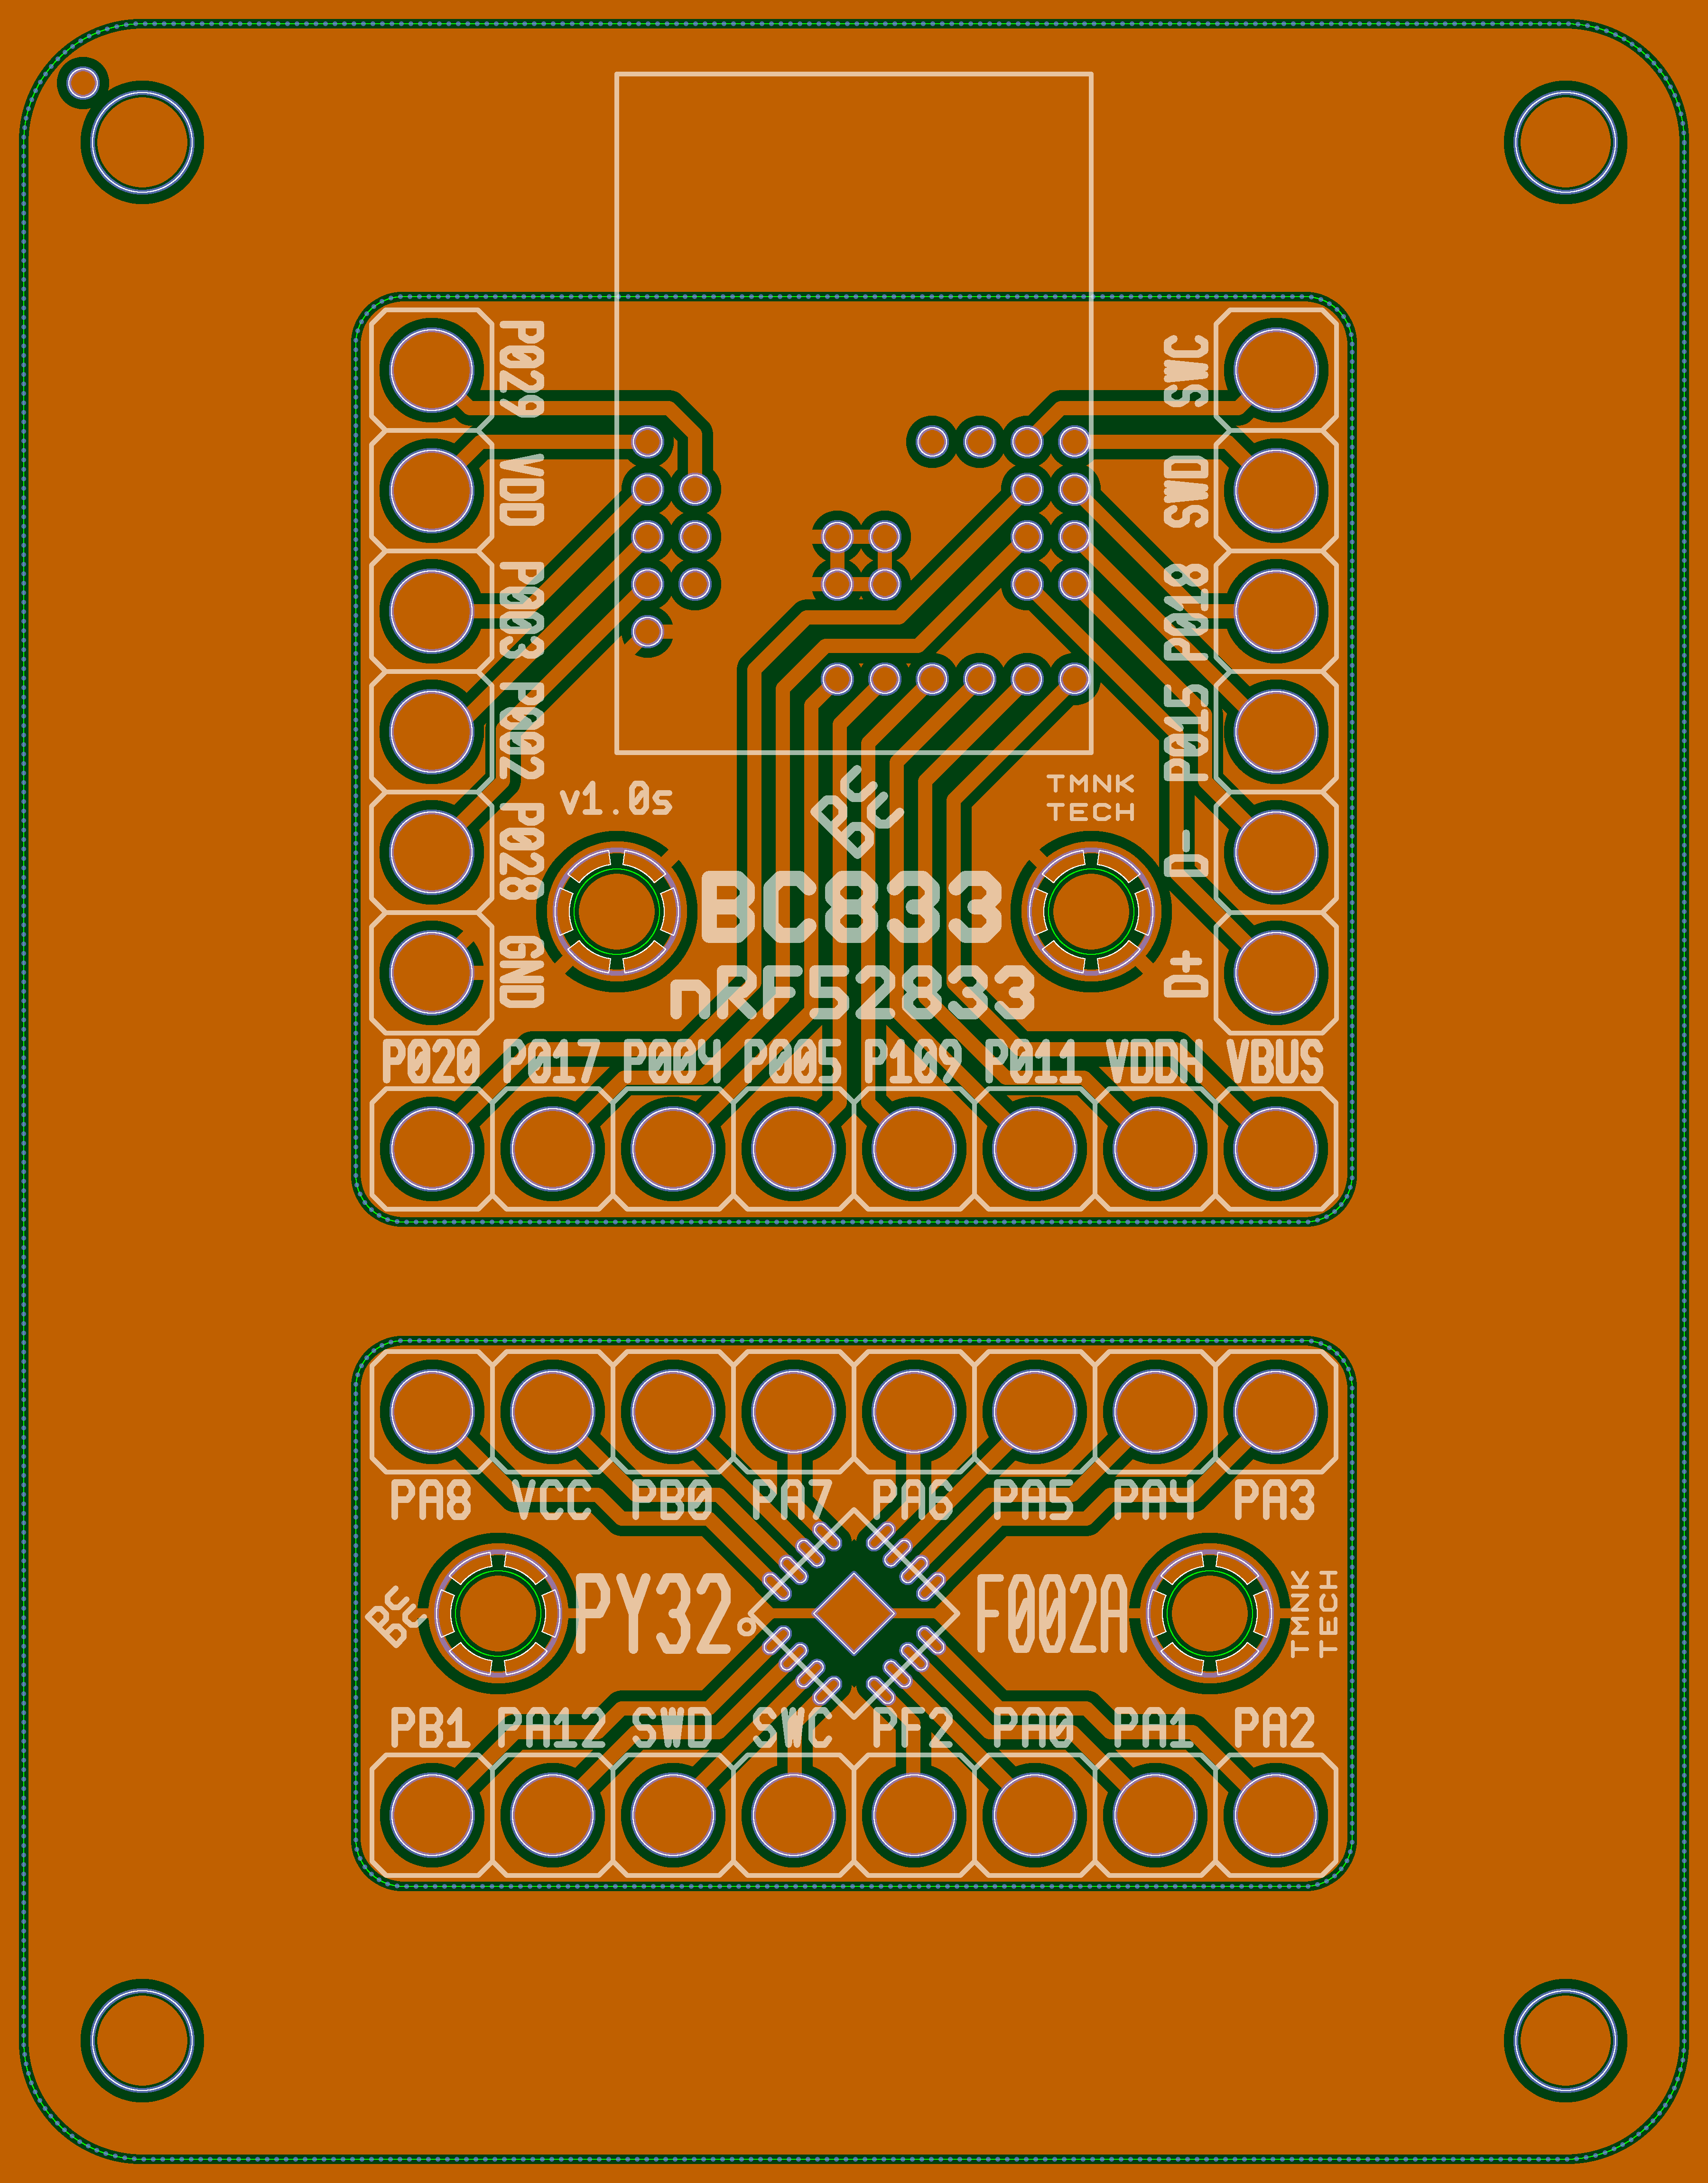 P029
VDD
P003
P002
P028
GND
SWC
SWD
P018
P015
D-
D+
v1.0s
TMNK
TECH
BC833
nRF52833
P020 P017 P004 P005 P109 P011 VDDH VBUS
PA8 VCC PB0 PA7 PA6 PA5 PA4 PA3
PY32 F002A
TMNK
TECH
PB1 PA12 SWD SWC PF2 PA0 PA1 PA2